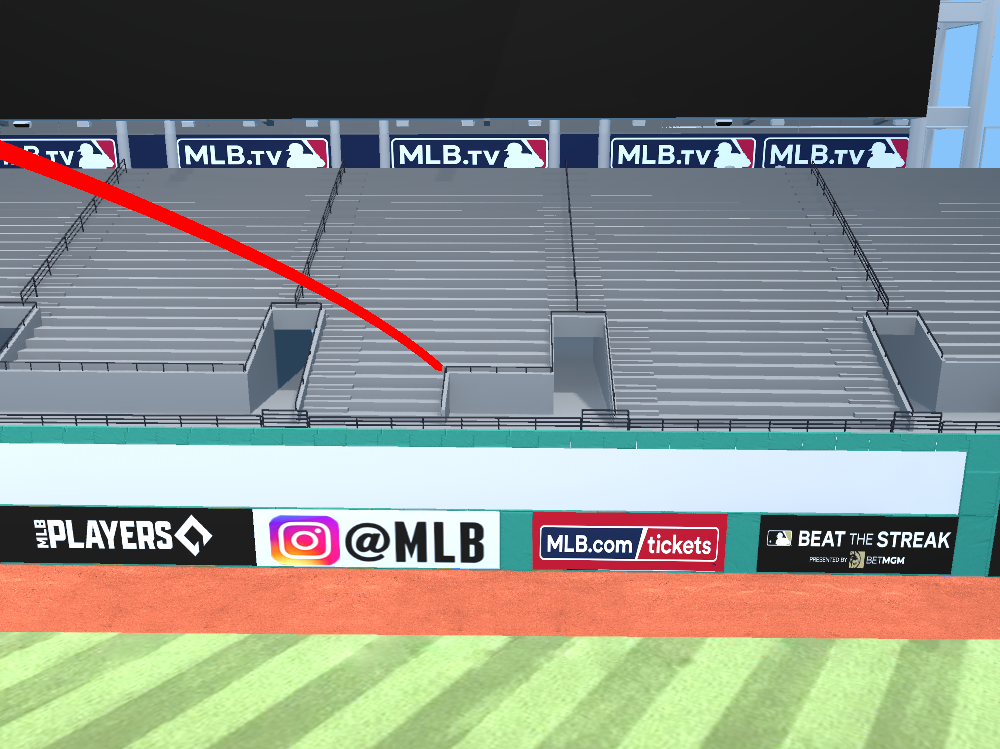 MLB.TV
MLB.TV
MLB.TV
MLB.TV
MLB.TV
MLB PLAYERS
@MLB
MLB.com/tickets
BEAT THE STREAK
PRESENTED BY BETMGM